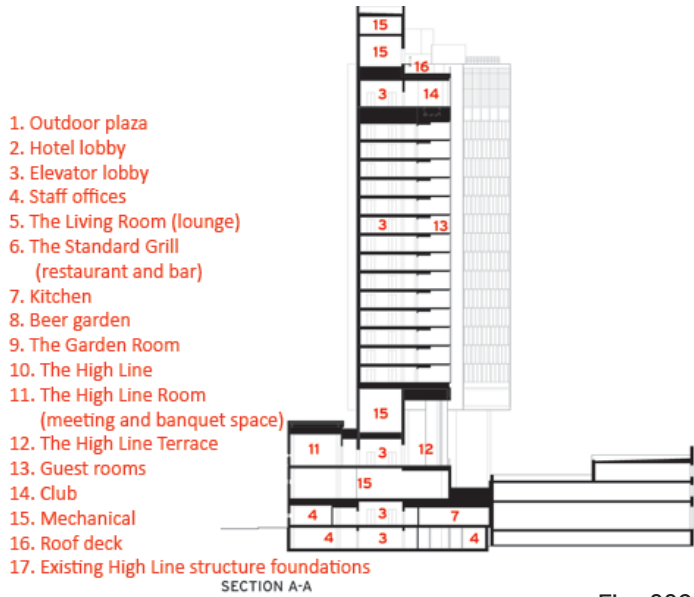 15
15
16
3 14
1. Outdoor plaza
2. Hotel lobby
3. Elevator lobby
4. Staff offices
5. The Living Room (lounge)
6. The Standard Grill
(restaurant and bar)
7. Kitchen
8. Beer garden
9. The Garden Room
10. The High Line
11. The High Line Room
(meeting and banquet space)
12. The High Line Terrace
13. Guest rooms
14. Club
15. Mechanical
16. Roof deck
17. Existing High Line structure foundations
3 13
15
11 3 12
15
4 3 7
4 3 4
SECTION A-A